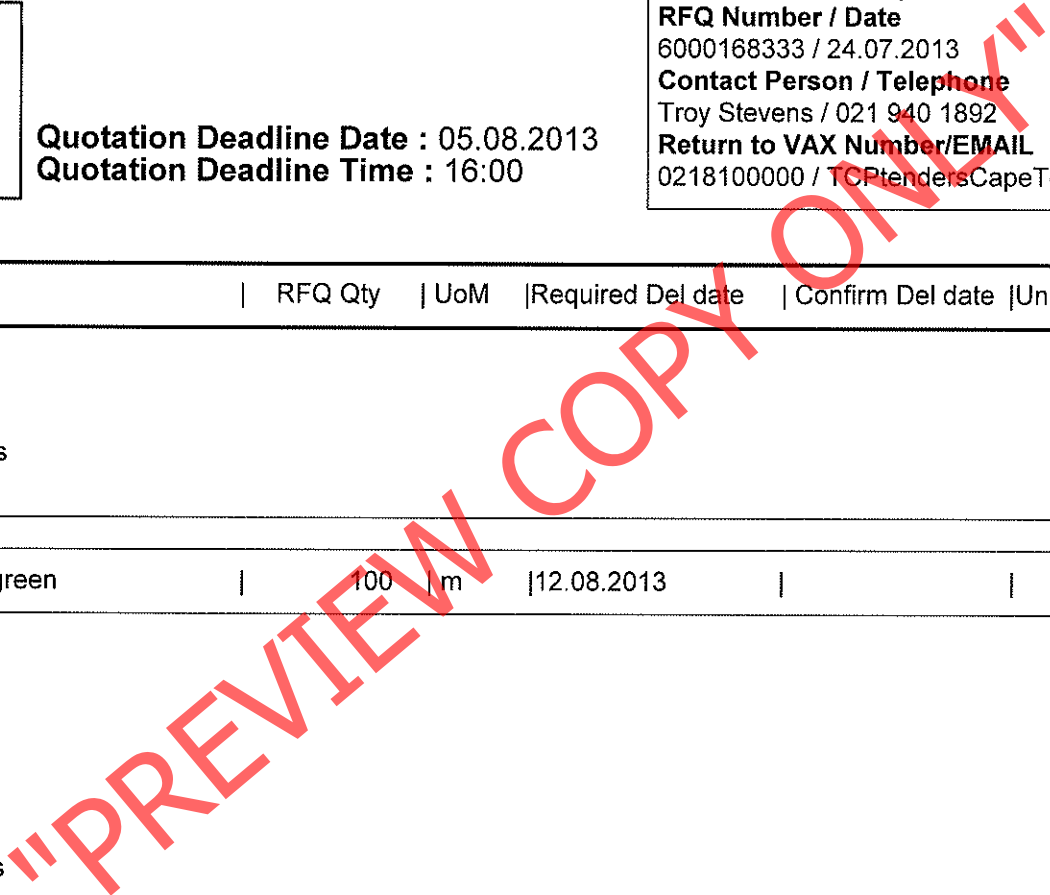 RFQ Number / Date
6000168333 / 24.07.2013
Contact Person / Telephone
Troy Stevens / 021 940 1892
Return to VAX Number/EMAIL
0218100000 / TCPtendersCapeT
Quotation Deadline Date : 05.08.2013
Quotation Deadline Time : 16:00
| RFQ Qty | UoM |Required Del date | Confirm Del date |Un
s
green | 100 | m |12.08.2013 | |
s
"PREVIEW COPY ONLY"